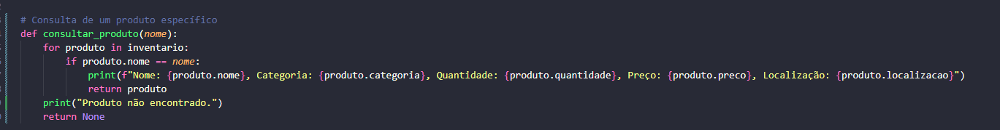 # Consulta de um produto específico
def consultar_produto(nome):
    for produto in inventario:
        if produto.nome == nome:
            print(f"Nome: {produto.nome}, Categoria: {produto.categoria}, Quantidade: {produto.quantidade}, Preço: {produto.preco}, Localização: {produto.localizacao}")
            return produto
    print("Produto não encontrado.")
    return None